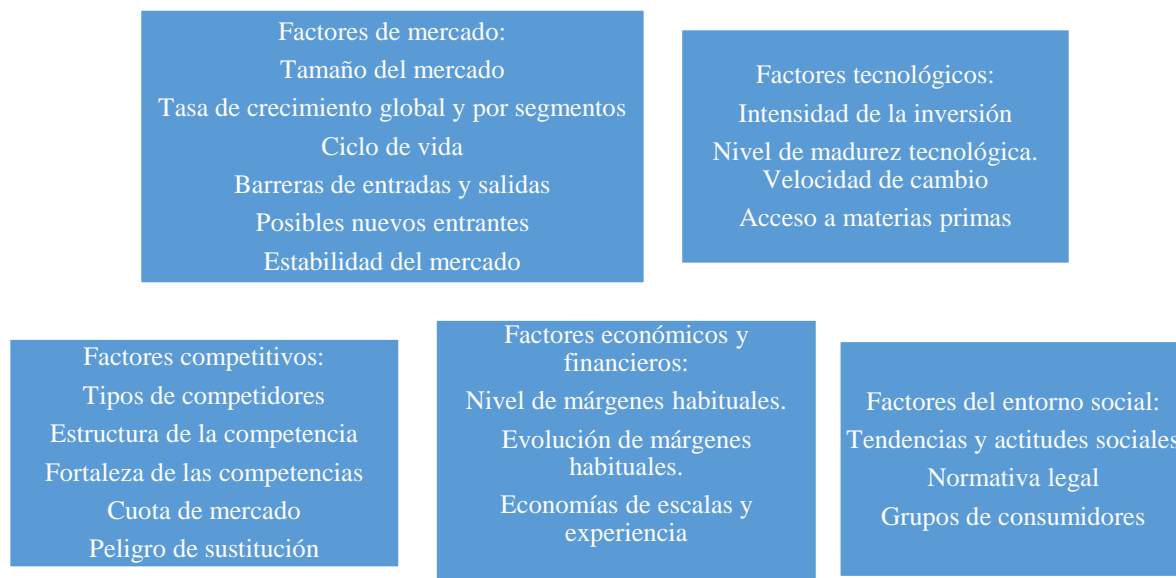 Factores de mercado:
Tamaño del mercado
Tasa de crecimiento global y por segmentos
Ciclo de vida
Barreras de entradas y salidas
Posibles nuevos entrantes
Estabilidad del mercado
Factores tecnológicos:
Intensidad de la inversión
Nivel de madurez tecnológica.
Velocidad de cambio
Acceso a materias primas
Factores competitivos:
Tipos de competidores
Estructura de la competencia
Fortaleza de las competencias
Cuota de mercado
Peligro de sustitución
Factores económicos y
financieros:
Nivel de márgenes habituales.
Evolución de márgenes
habituales.
Economías de escalas y
experiencia
Factores del entorno social:
Tendencias y actitudes sociales
Normativa legal
Grupos de consumidores